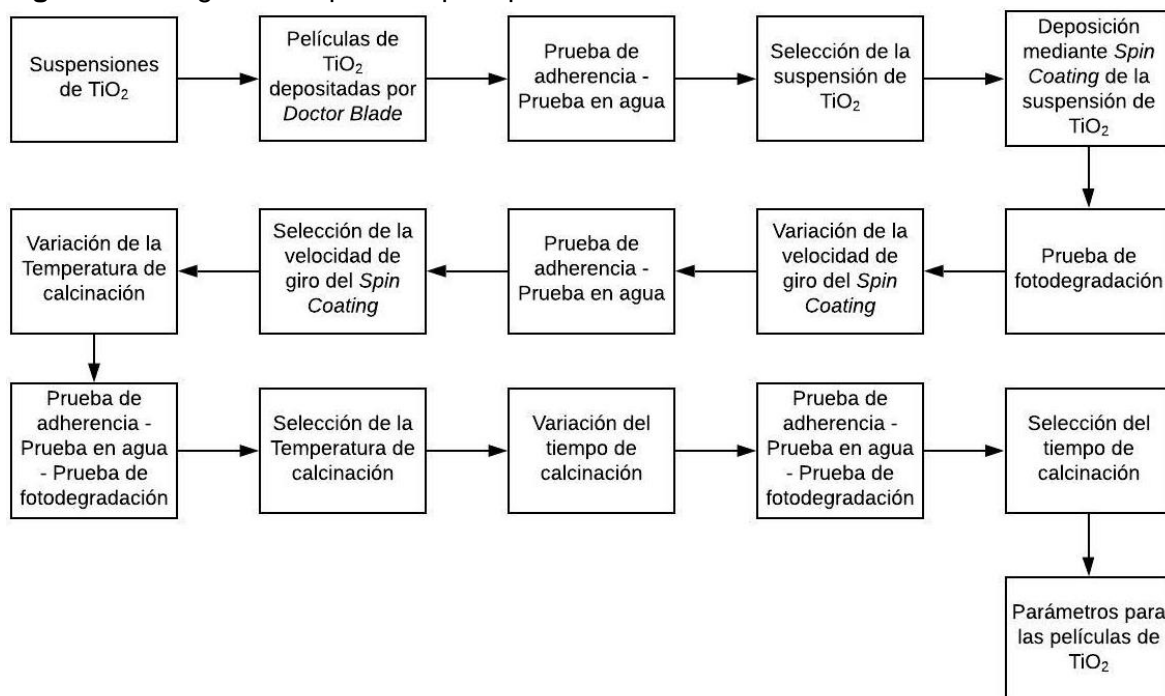 Suspensiones
de TiO₂
Películas de
TiO₂
depositadas por
Doctor Blade
Prueba de
adherencia -
Prueba en agua
Selección de la
suspensión de
TiO₂
Deposición
mediante Spin
Coating de la
suspensión de
TiO₂
Prueba de
fotodegradación
Variación de la
velocidad de
giro del Spin
Coating
Prueba de
adherencia -
Prueba en agua
Selección de la
velocidad de
giro del Spin
Coating
Variación de la
Temperatura de
calcinación
Prueba de
adherencia -
Prueba en agua
- Prueba de
fotodegradación
Selección de la
Temperatura de
calcinación
Variación del
tiempo de
calcinación
Prueba de
adherencia -
Prueba en agua
- Prueba de
fotodegradación
Selección del
tiempo de
calcinación
Parámetros para
las películas de
TiO₂